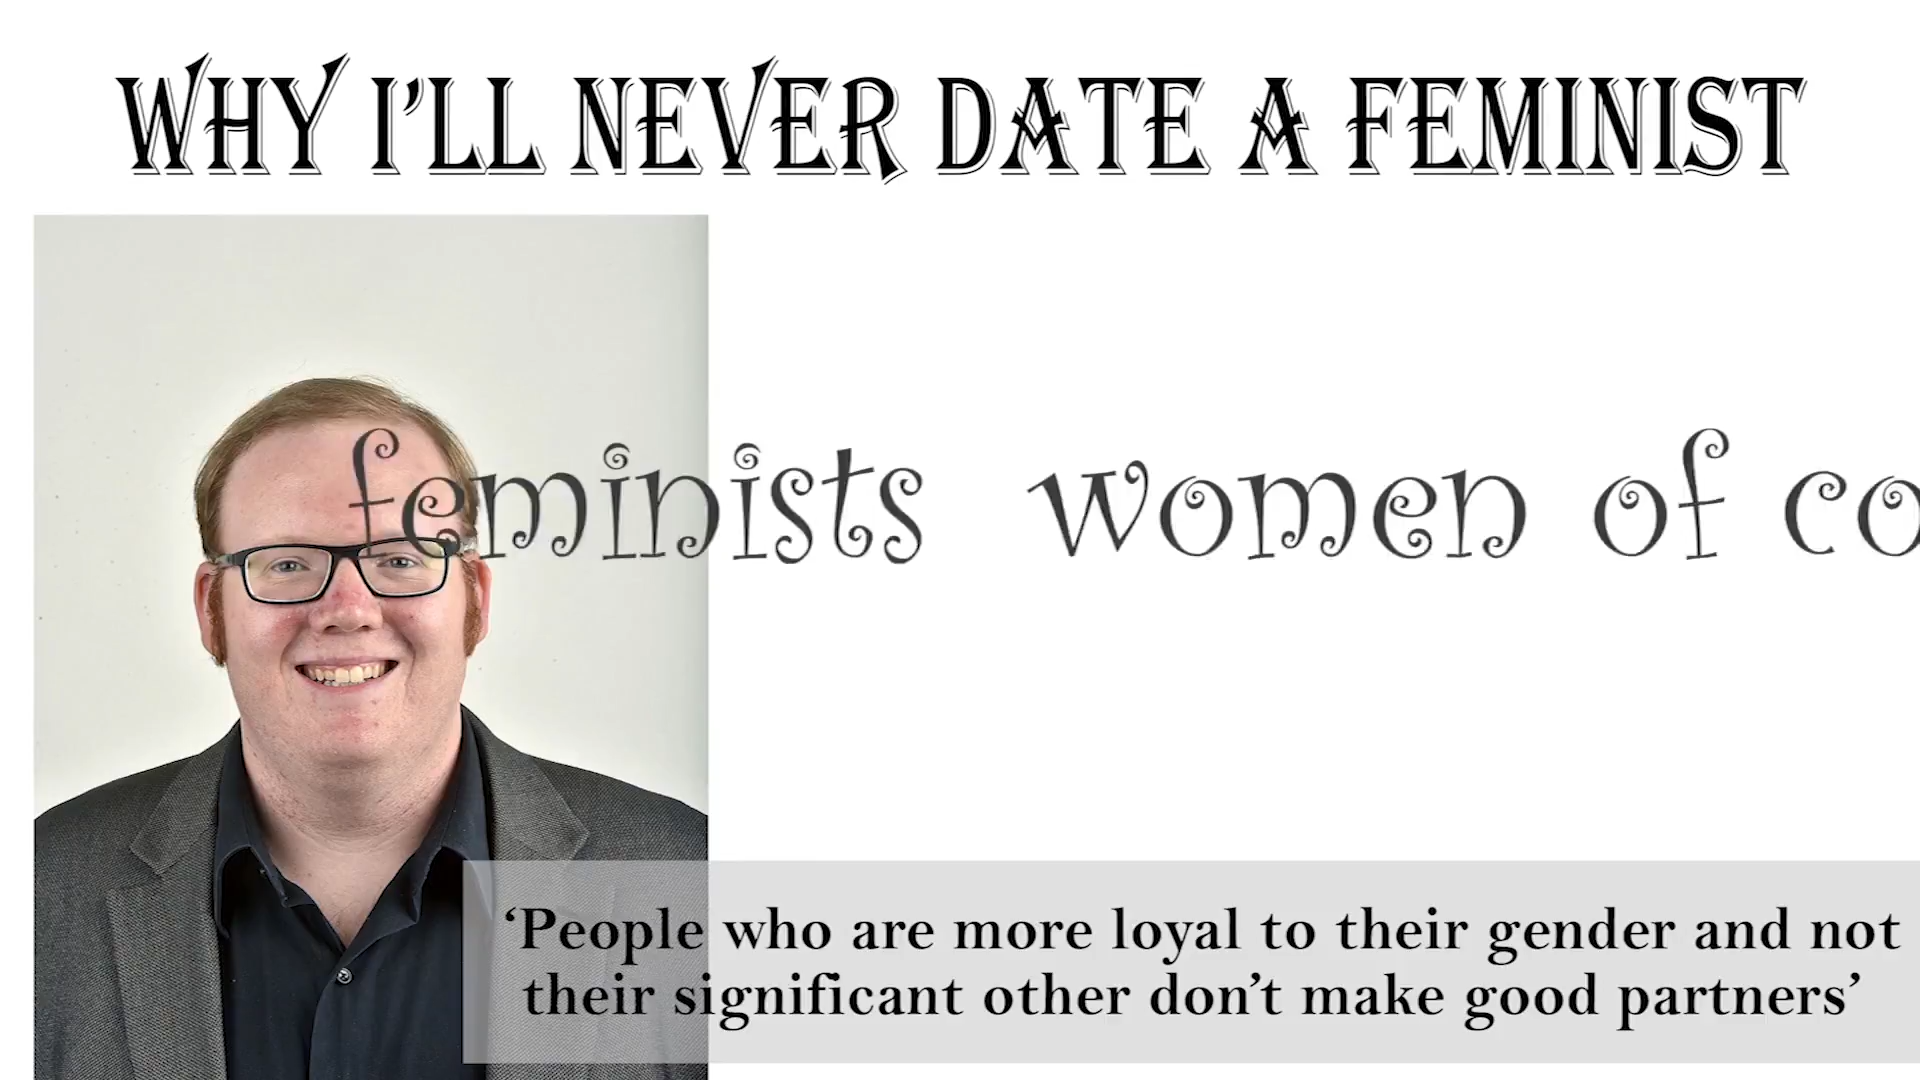 WHY I'LL NEVER DATE A FEMINIST
feminists women of co
‘People who are more loyal to their gender and not
their significant other don’t make good partners’